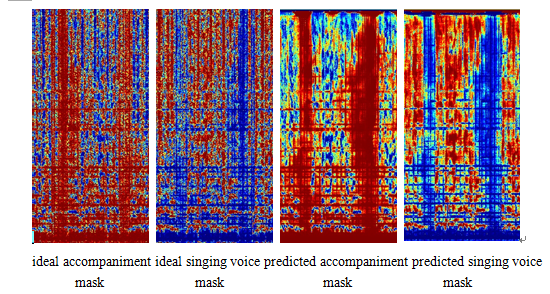 ideal accompaniment ideal singing voice predicted accompaniment predicted singing voice
mask mask mask mask